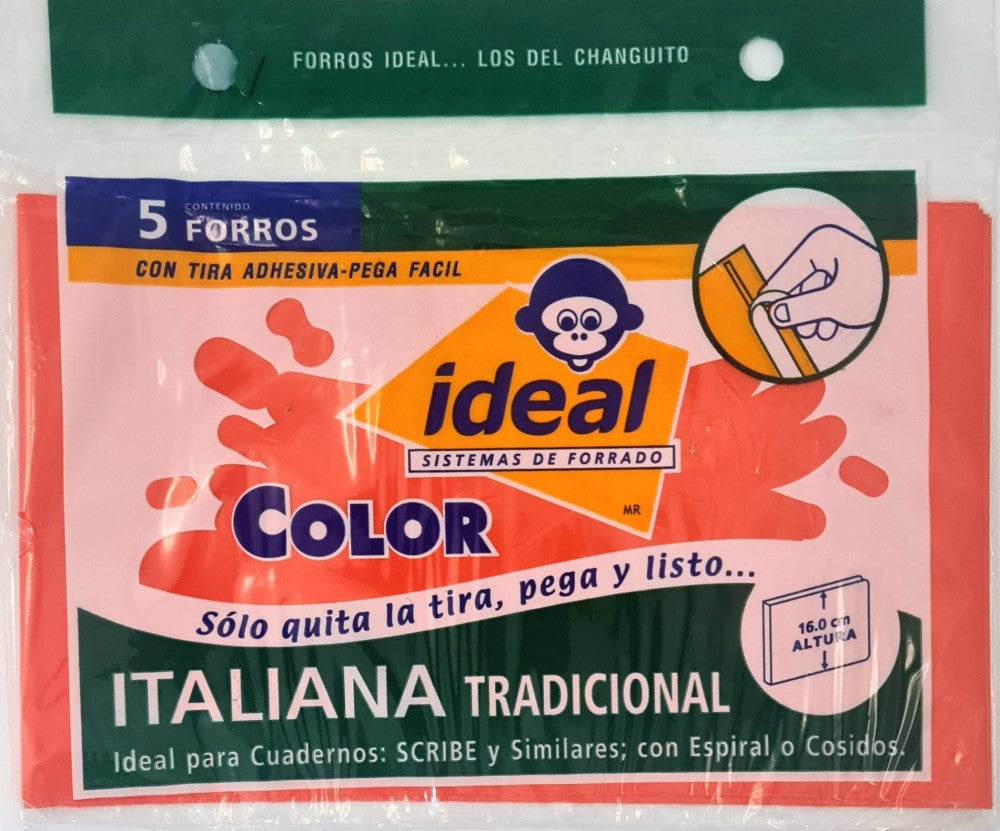 FORROS IDEAL... LOS DEL CHANGUITO
5 CONTENIDO FORROS
CON TIRA ADHESIVA-PEGA FACIL
ideal
SISTEMAS DE FORRADO
MR
COLOR
Sólo quita la tira, pega y listo...
16.0 cm
ALTURA
ITALIANA TRADICIONAL
Ideal para Cuadernos: SCRIBE y Similares; con Espiral o Cosidos.